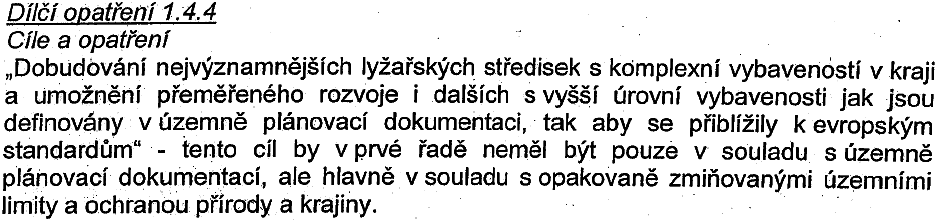 Dílčí opatření 1.4.4
Cíle a opatření
„Dobudování nejvýznamnějších lyžařských středisek s komplexní vybaveností v kraji
a umožnění přeměřeného rozvoje i dalších s vyšší úrovní vybavenosti jak jsou
definovány v územně plánovací dokumentaci, tak aby se přiblížily k evropským
standardům“ - tento cíl by v prvé řadě neměl být pouze v souladu s územně
plánovací dokumentací, ale hlavně v souladu s opakovaně zmiňovanými územními
limity a ochranou přírody a krajiny.